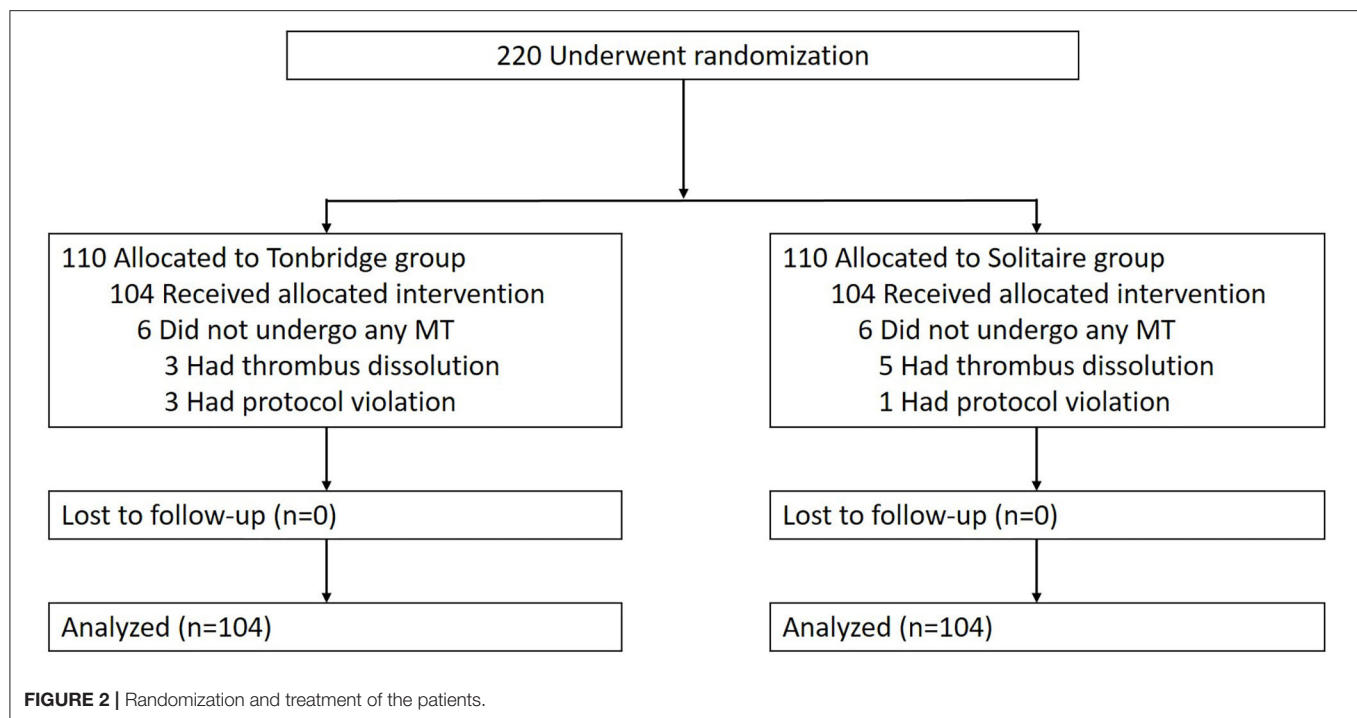 220 Underwent randomization
110 Allocated to Tonbridge group
104 Received allocated intervention
6 Did not undergo any MT
3 Had thrombus dissolution
3 Had protocol violation
110 Allocated to Solitaire group
104 Received allocated intervention
6 Did not undergo any MT
5 Had thrombus dissolution
1 Had protocol violation
Lost to follow-up (n=0)
Lost to follow-up (n=0)
Analyzed (n=104)
Analyzed (n=104)
FIGURE 2 | Randomization and treatment of the patients.